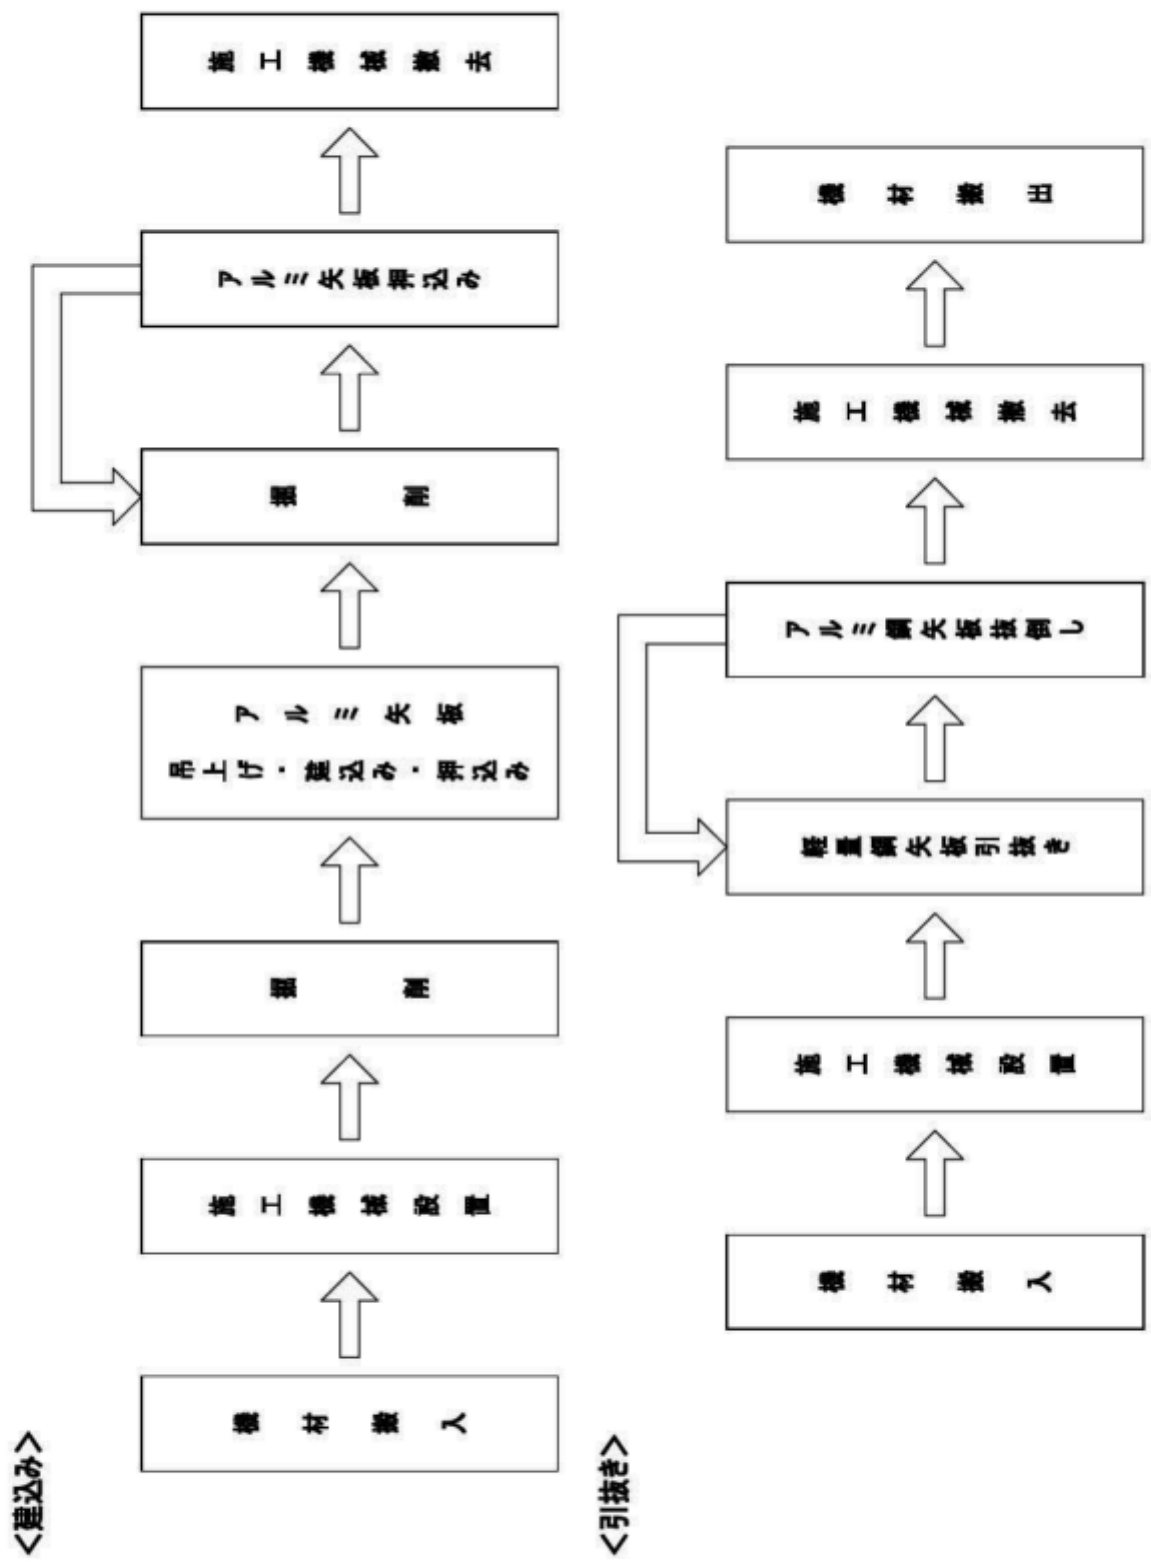 <建込み>
機材搬入
施工機械設置
掘削
アルミ矢板
吊上げ・建込み・押込み
掘削
アルミ矢板押込み
施工機械撤去
<引抜き>
機材搬入
施工機械設置
軽量鋼矢板引抜き
アルミ鋼矢板抜倒し
施工機械撤去
機材搬出